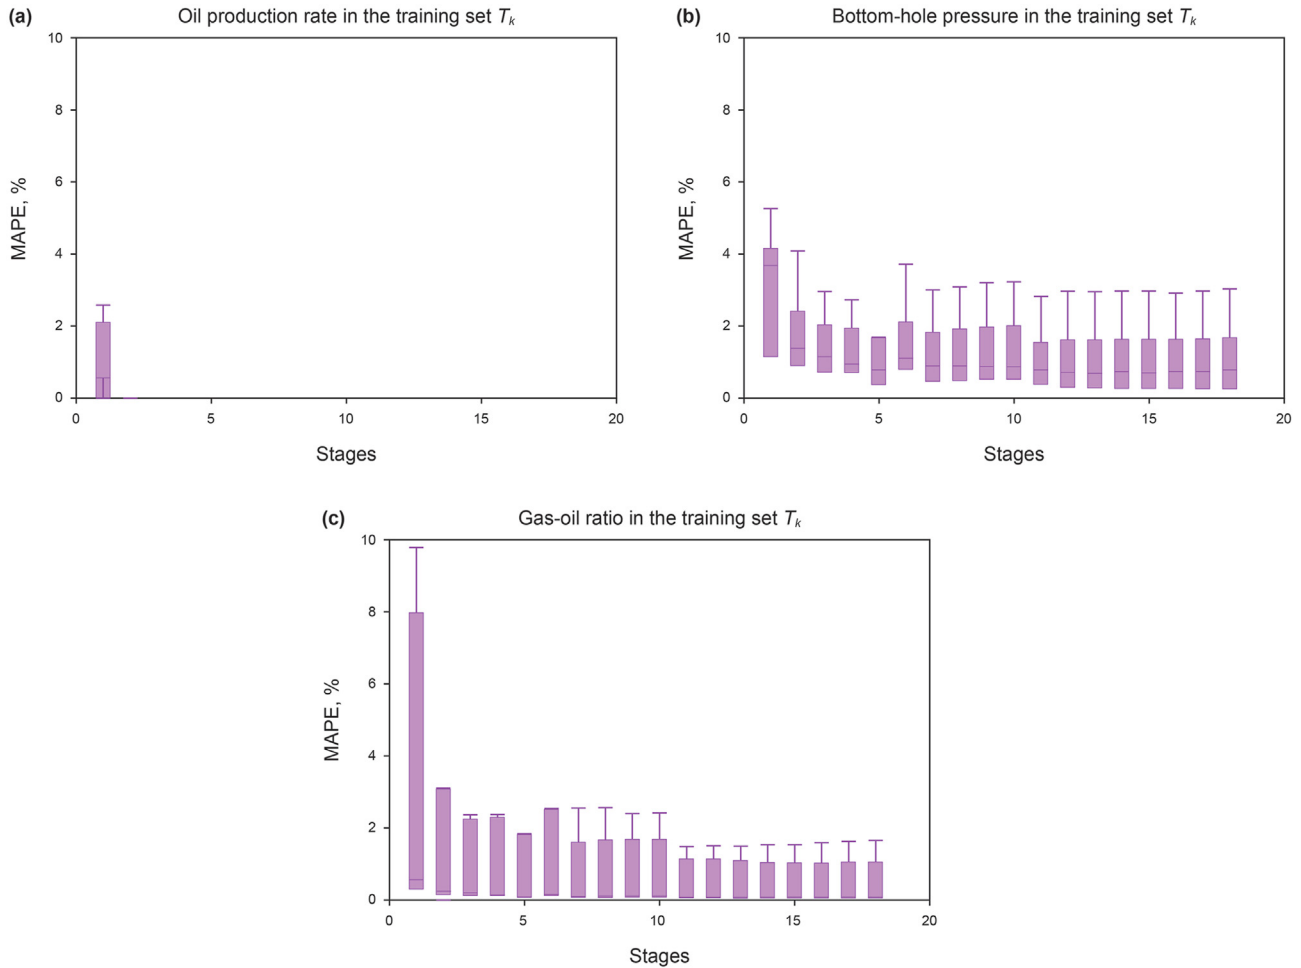 (a) Oil production rate in the training set Tk
10
8
6
4
2
0
MAPE, %
0 5 10 15 20
Stages
(b) Bottom-hole pressure in the training set Tk
10
8
6
4
2
0
MAPE, %
0 5 10 15 20
Stages
(c) Gas-oil ratio in the training set Tk
10
8
6
4
2
0
MAPE, %
0 5 10 15 20
Stages